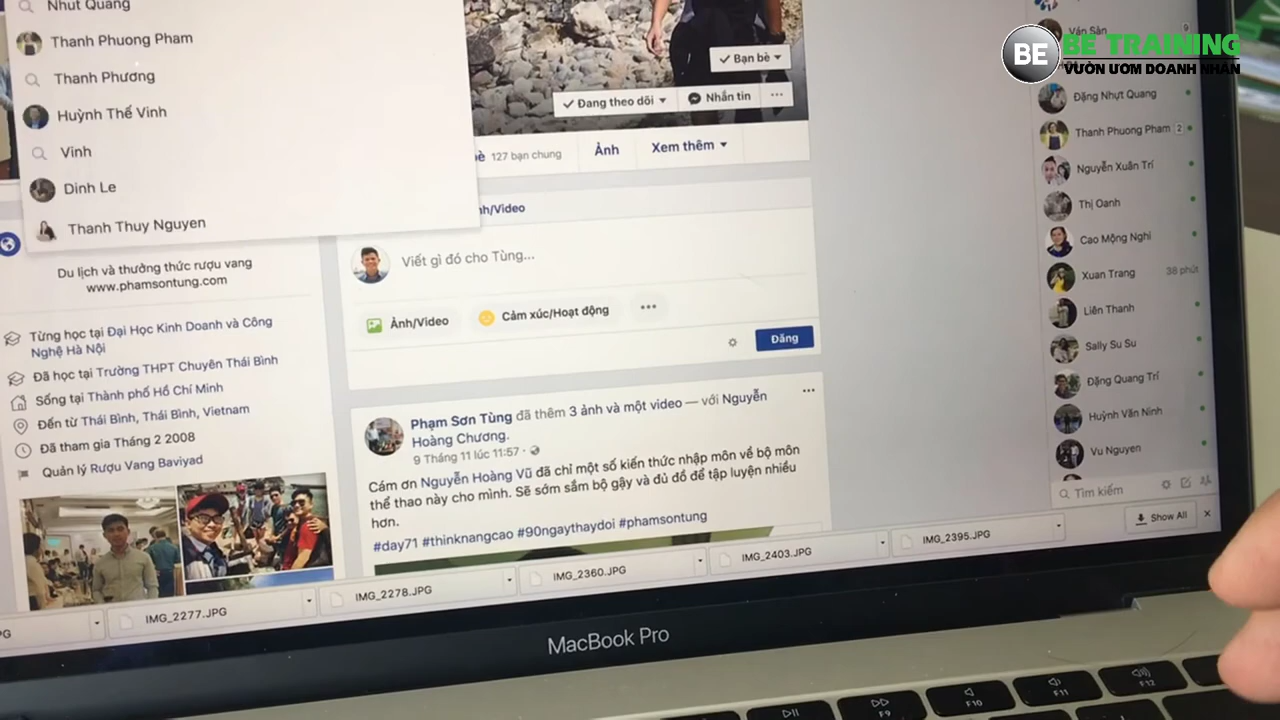 Nhut Quang
Thanh Phuong Pham
Thanh Phương
Huỳnh Thế Vinh
Vinh
Dinh Le
Thanh Thuy Nguyen
Du lịch và thưởng thức rượu vang
www.phamsontung.com
Từng học tại Đại Học Kinh Doanh và Công
Nghệ Hà Nội
Đã học tại Trường THPT Chuyên Thái Bình
Sống tại Thành phố Hồ Chí Minh
Đến từ Thái Bình, Thái Bình, Vietnam
Đã tham gia Tháng 2 2008
Quản lý Rượu Vang Baviyad
Bạn bè
Đang theo dõi
Nhắn tin
127 bạn chung
Ảnh
Xem thêm
nh/Video
Viết gì đó cho Tùng...
Ảnh/Video
Cảm xúc/Hoạt động
Đăng
Phạm Sơn Tùng đã thêm 3 ảnh và một video — với Nguyễn
Hoàng Chương.
9 Tháng 11 lúc 11:57 ·
Cám ơn Nguyễn Hoàng Vũ đã chỉ một số kiến thức nhập môn về bộ môn
thể thao này cho mình. Sẽ sớm sắm bộ gậy và đủ đồ để tập luyện nhiều
hơn.
#day71 #thinknangcao #90ngaythaydoi #phamsontung
BE
BE TRAINING
VƯỜN ƯƠM DOANH NHÂN
Văn Sân 9
Đặng Nhựt Quang
Thanh Phuong Pham 2
Nguyễn Xuân Trí
Thị Oanh
Cao Mộng Nghi
Xuan Trang 38 phút
Liên Thanh
Sally Su Su
Đặng Quang Trí
Huỳnh Văn Ninh
Vu Nguyen
Tìm kiếm
PG
IMG_2277.JPG
IMG_2278.JPG
IMG_2360.JPG
IMG_2403.JPG
IMG_2395.JPG
Show All
MacBook Pro
F9
F10
F11
F12